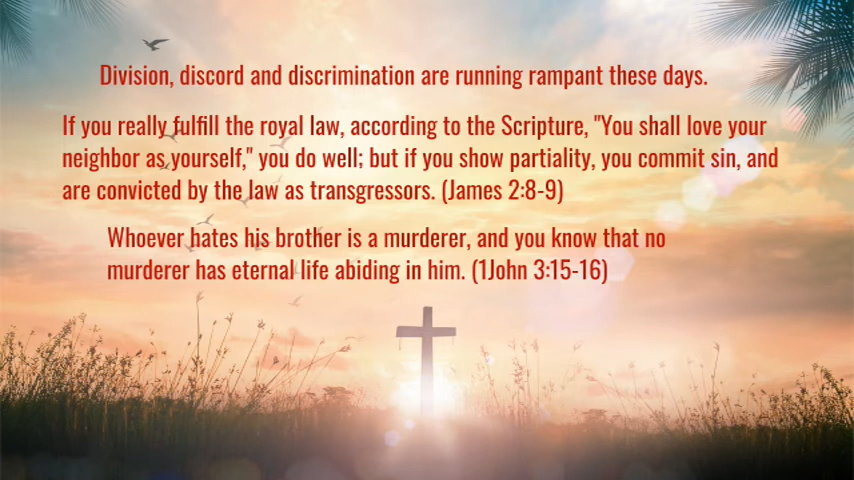 Division, discord and discrimination are running rampant these days.
If you really fulfill the royal law, according to the Scripture, "You shall love your
neighbor as yourself," you do well; but if you show partiality, you commit sin, and
are convicted by the law as transgressors. (James 2:8-9)
Whoever hates his brother is a murderer, and you know that no
murderer has eternal life abiding in him. (1John 3:15-16)